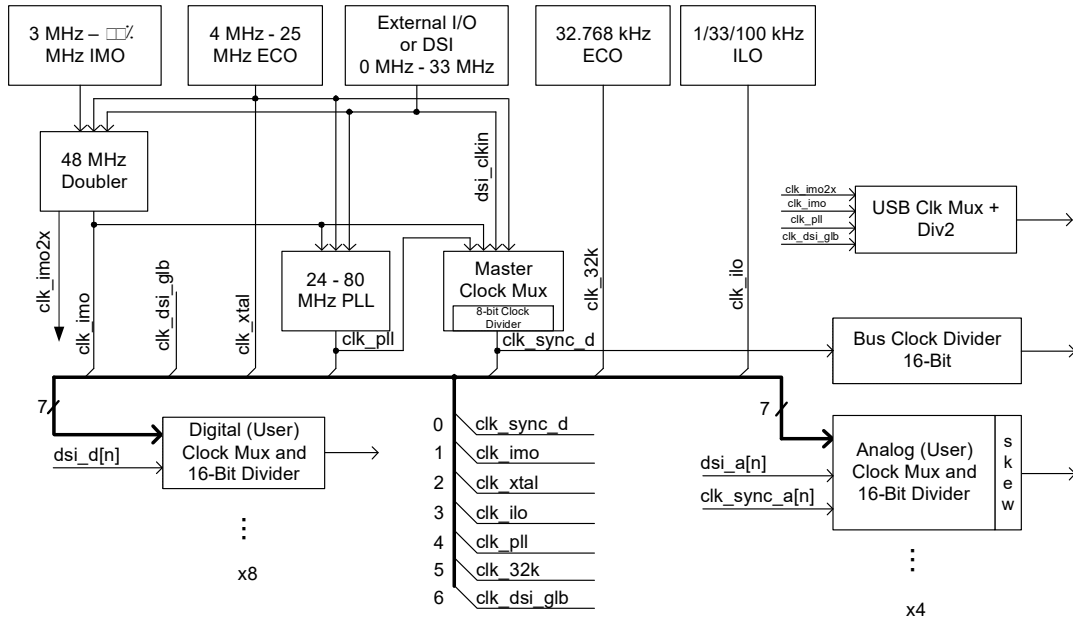 3 MHz –
MHz IMO
4 MHz - 25
MHz ECO
External I/O
or DSI
0 MHz - 33 MHz
32.768 kHz
ECO
1/33/100 kHz
ILO
48 MHz
Doubler
dsi_clkin
clk_imo2x
clk_imo
clk_pll
clk_dsi_glb
USB Clk Mux +
Div2
clk_imo2x
clk_imo
clk_dsi_glb
clk_xtal
24 - 80
MHz PLL
clk_pll
Master
Clock Mux
8-bit Clock
Divider
clk_sync_d
clk_32k
clk_ilo
Bus Clock Divider
16-Bit
7
dsi_d[n]
Digital (User)
Clock Mux and
16-Bit Divider
x8
0 clk_sync_d
1 clk_imo
2 clk_xtal
3 clk_ilo
4 clk_pll
5 clk_32k
6 clk_dsi_glb
7
dsi_a[n]
clk_sync_a[n]
Analog (User)
Clock Mux and
16-Bit Divider
skew
x4